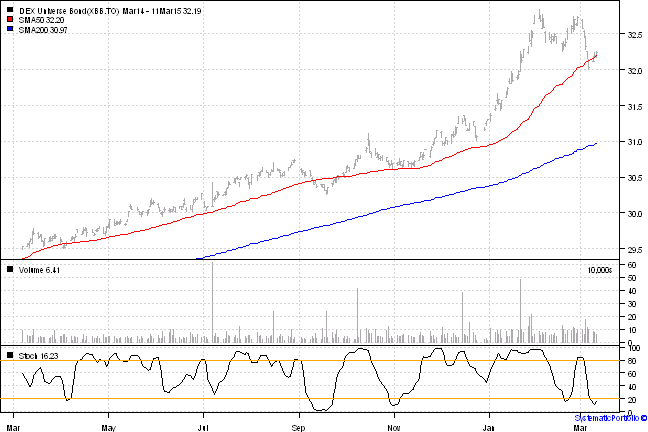 DEX Universe Bond(XBB.TO) Mar14 - 11Mar15 32.19
SMA50 32.20
SMA200 30.97
32.5
32.0
31.5
31.0
30.5
30.0
29.5
Volume 6.41
10,000s
60
50
40
30
20
10
0
Stoch 16.23
100
80
60
40
20
0
Mar May Jul Sep Nov Jan Mar
SystematicPortfolio ©